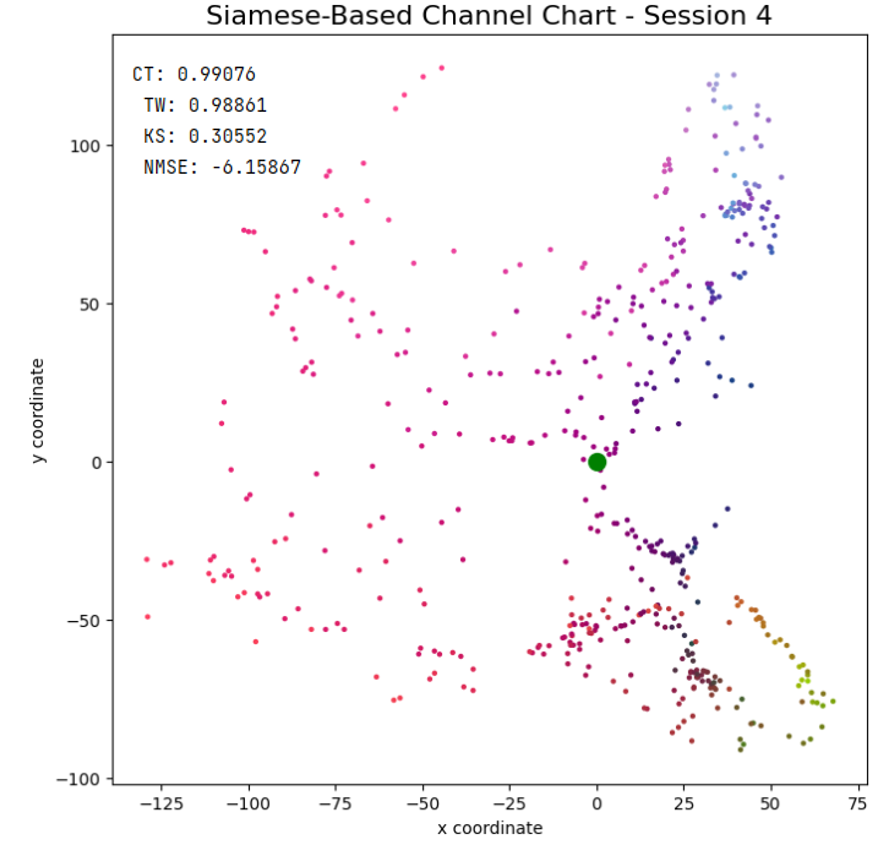 Siamese-Based Channel Chart - Session 4
CT: 0.99076
TW: 0.98861
KS: 0.30552
NMSE: -6.15867
100
50
0
−50
−100
y coordinate
−125 −100 −75 −50 −25 0 25 50 75
x coordinate